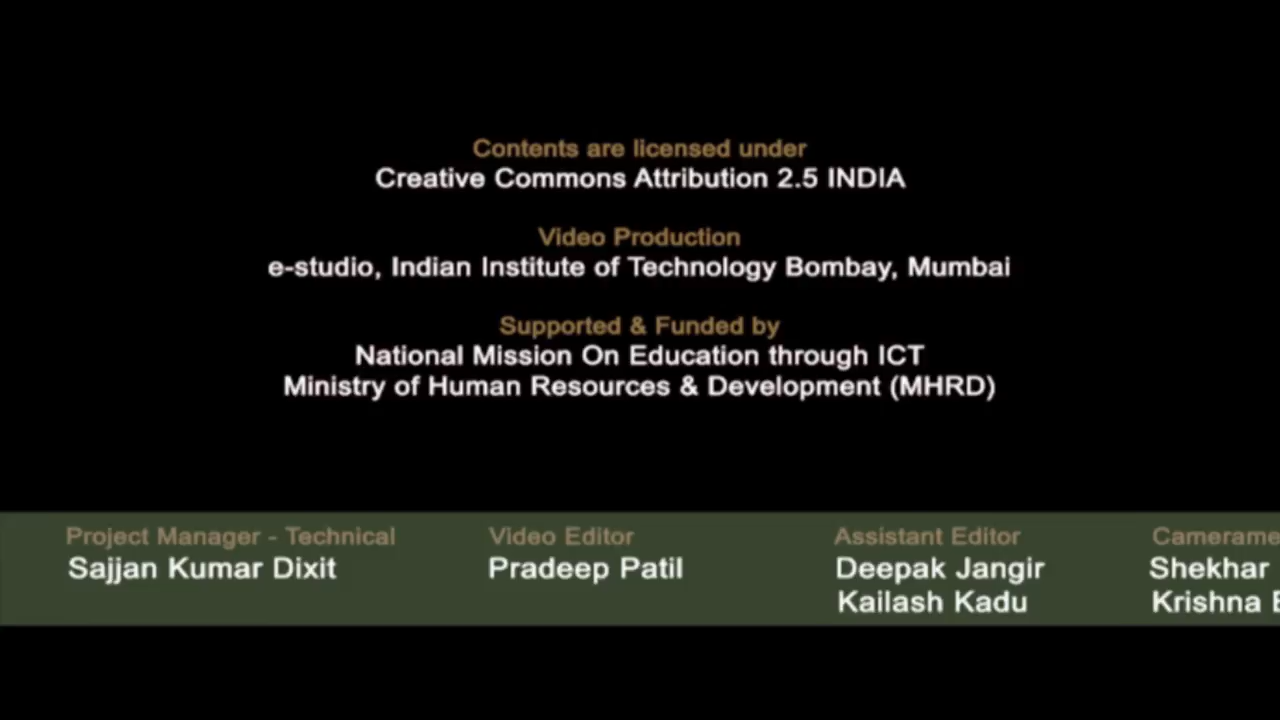 Contents are licensed under
Creative Commons Attribution 2.5 INDIA
Video Production
e-studio, Indian Institute of Technology Bombay, Mumbai
Supported & Funded by
National Mission On Education through ICT
Ministry of Human Resources & Development (MHRD)
Project Manager - Technical
Sajjan Kumar Dixit
Video Editor
Pradeep Patil
Assistant Editor
Deepak Jangir
Kailash Kadu
Shekhar
Krishna